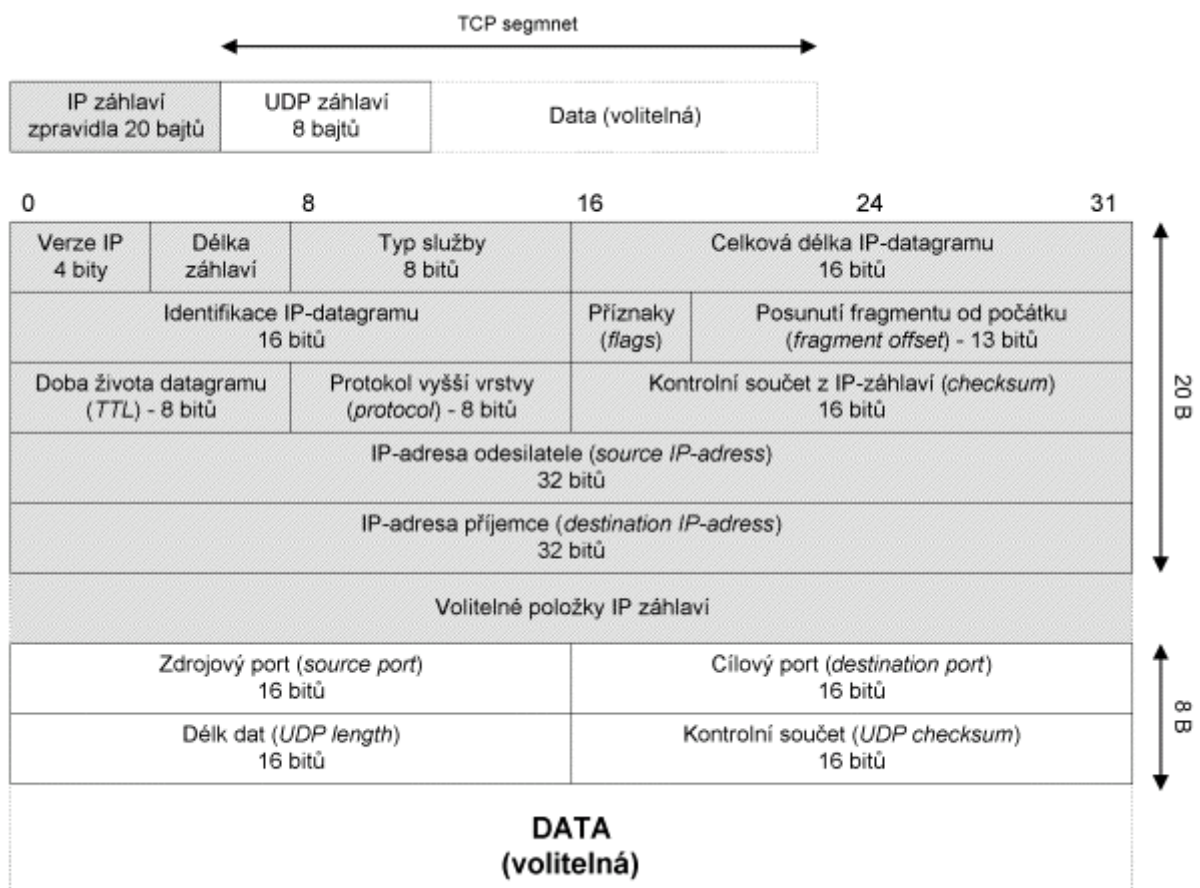 TCP segmnet
IP záhlaví
zpravidla 20 bajtů
UDP záhlaví
8 bajtů
Data (volitelná)
0 8 16 24 31
Verze IP
4 bity
Délka
záhlaví
Typ služby
8 bitů
Celková délka IP-datagramu
16 bitů
Identifikace IP-datagramu
16 bitů
Příznaky
(flags)
Posunutí fragmentu od počátku
(fragment offset) - 13 bitů
Doba života datagramu
(TTL) - 8 bitů
Protokol vyšší vrstvy
(protocol) - 8 bitů
Kontrolní součet z IP-záhlaví (checksum)
16 bitů
IP-adresa odesilatele (source IP-adress)
32 bitů
IP-adresa příjemce (destination IP-adress)
32 bitů
20 B
Volitelné položky IP záhlaví
Zdrojový port (source port)
16 bitů
Cílový port (destination port)
16 bitů
Délk dat (UDP length)
16 bitů
Kontrolní součet (UDP checksum)
16 bitů
8 B
DATA
(volitelná)